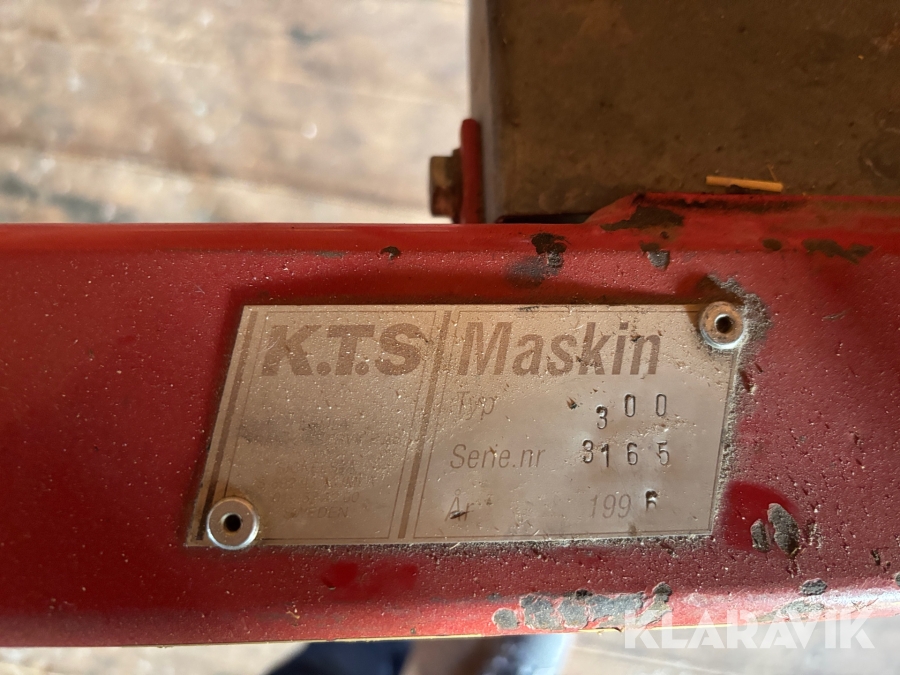 K.T.S Maskin
Typ 300
Serie.nr 3165
År 1996
KLARAVIK